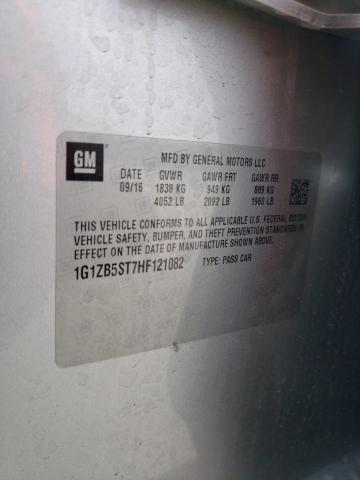 GM
MFD BY GENERAL MOTORS LLC
DATE GVWR GAWR FRT GAWR RR
09/16 1838 KG 949 KG 889 KG
4052 LB 2092 LB 1960 LB
THIS VEHICLE CONFORMS TO ALL APPLICABLE U.S. FEDERAL MOTOR
VEHICLE SAFETY, BUMPER, AND THEFT PREVENTION STANDARDS IN
EFFECT ON THE DATE OF MANUFACTURE SHOWN ABOVE.
1G1ZB5ST7HF121082 TYPE: PASS CAR